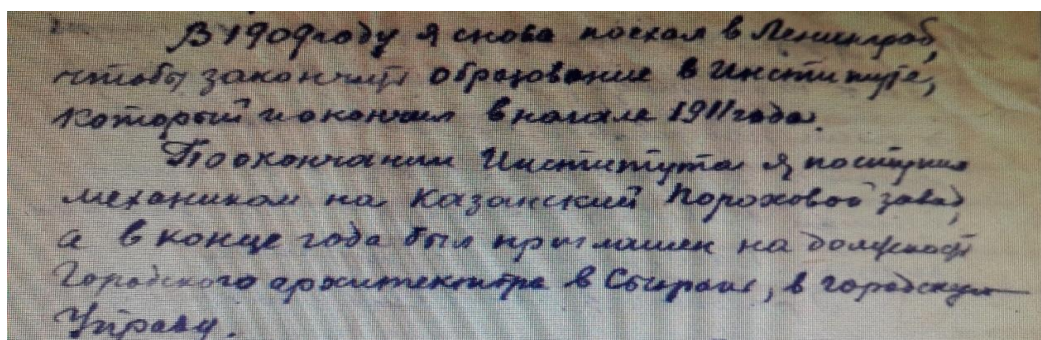 В 1909 году я снова поехал в Ленинград,
чтобы закончить образование в Институте,
который и окончил в начале 1911 года.
По окончании Института я поступил
механиком на Казанский Пороховой завод,
а в конце года был приглашен на должность
Городского архитектора в Сызрань, в городскую
Управу.